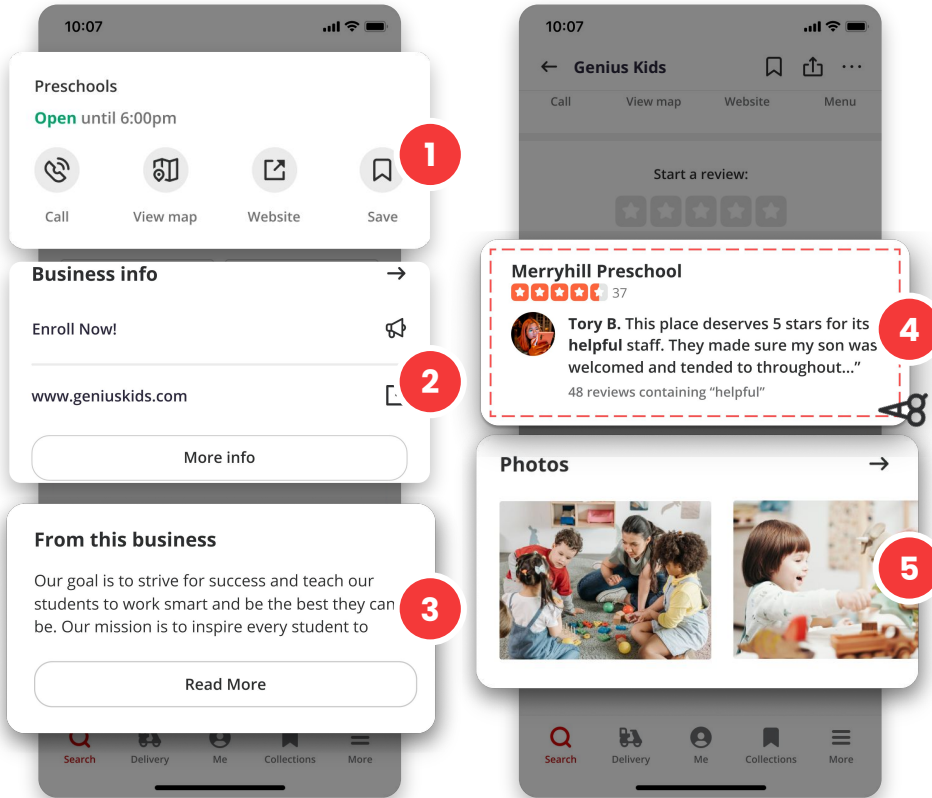 10:07
Preschools
Open until 6:00pm
Call
View map
Website
Save
1
Business info
Enroll Now!
www.geniuskids.com
2
More info
From this business
Our goal is to strive for success and teach our
students to work smart and be the best they can
be. Our mission is to inspire every student to
3
Read More
Search
Delivery
Me
Collections
More
10:07
Genius Kids
Call
View map
Website
Menu
Start a review:
Merryhill Preschool
37
Tory B. This place deserves 5 stars for its
helpful staff. They made sure my son was
welcomed and tended to throughout...”
48 reviews containing “helpful”
4
Photos
5
Search
Delivery
Me
Collections
More